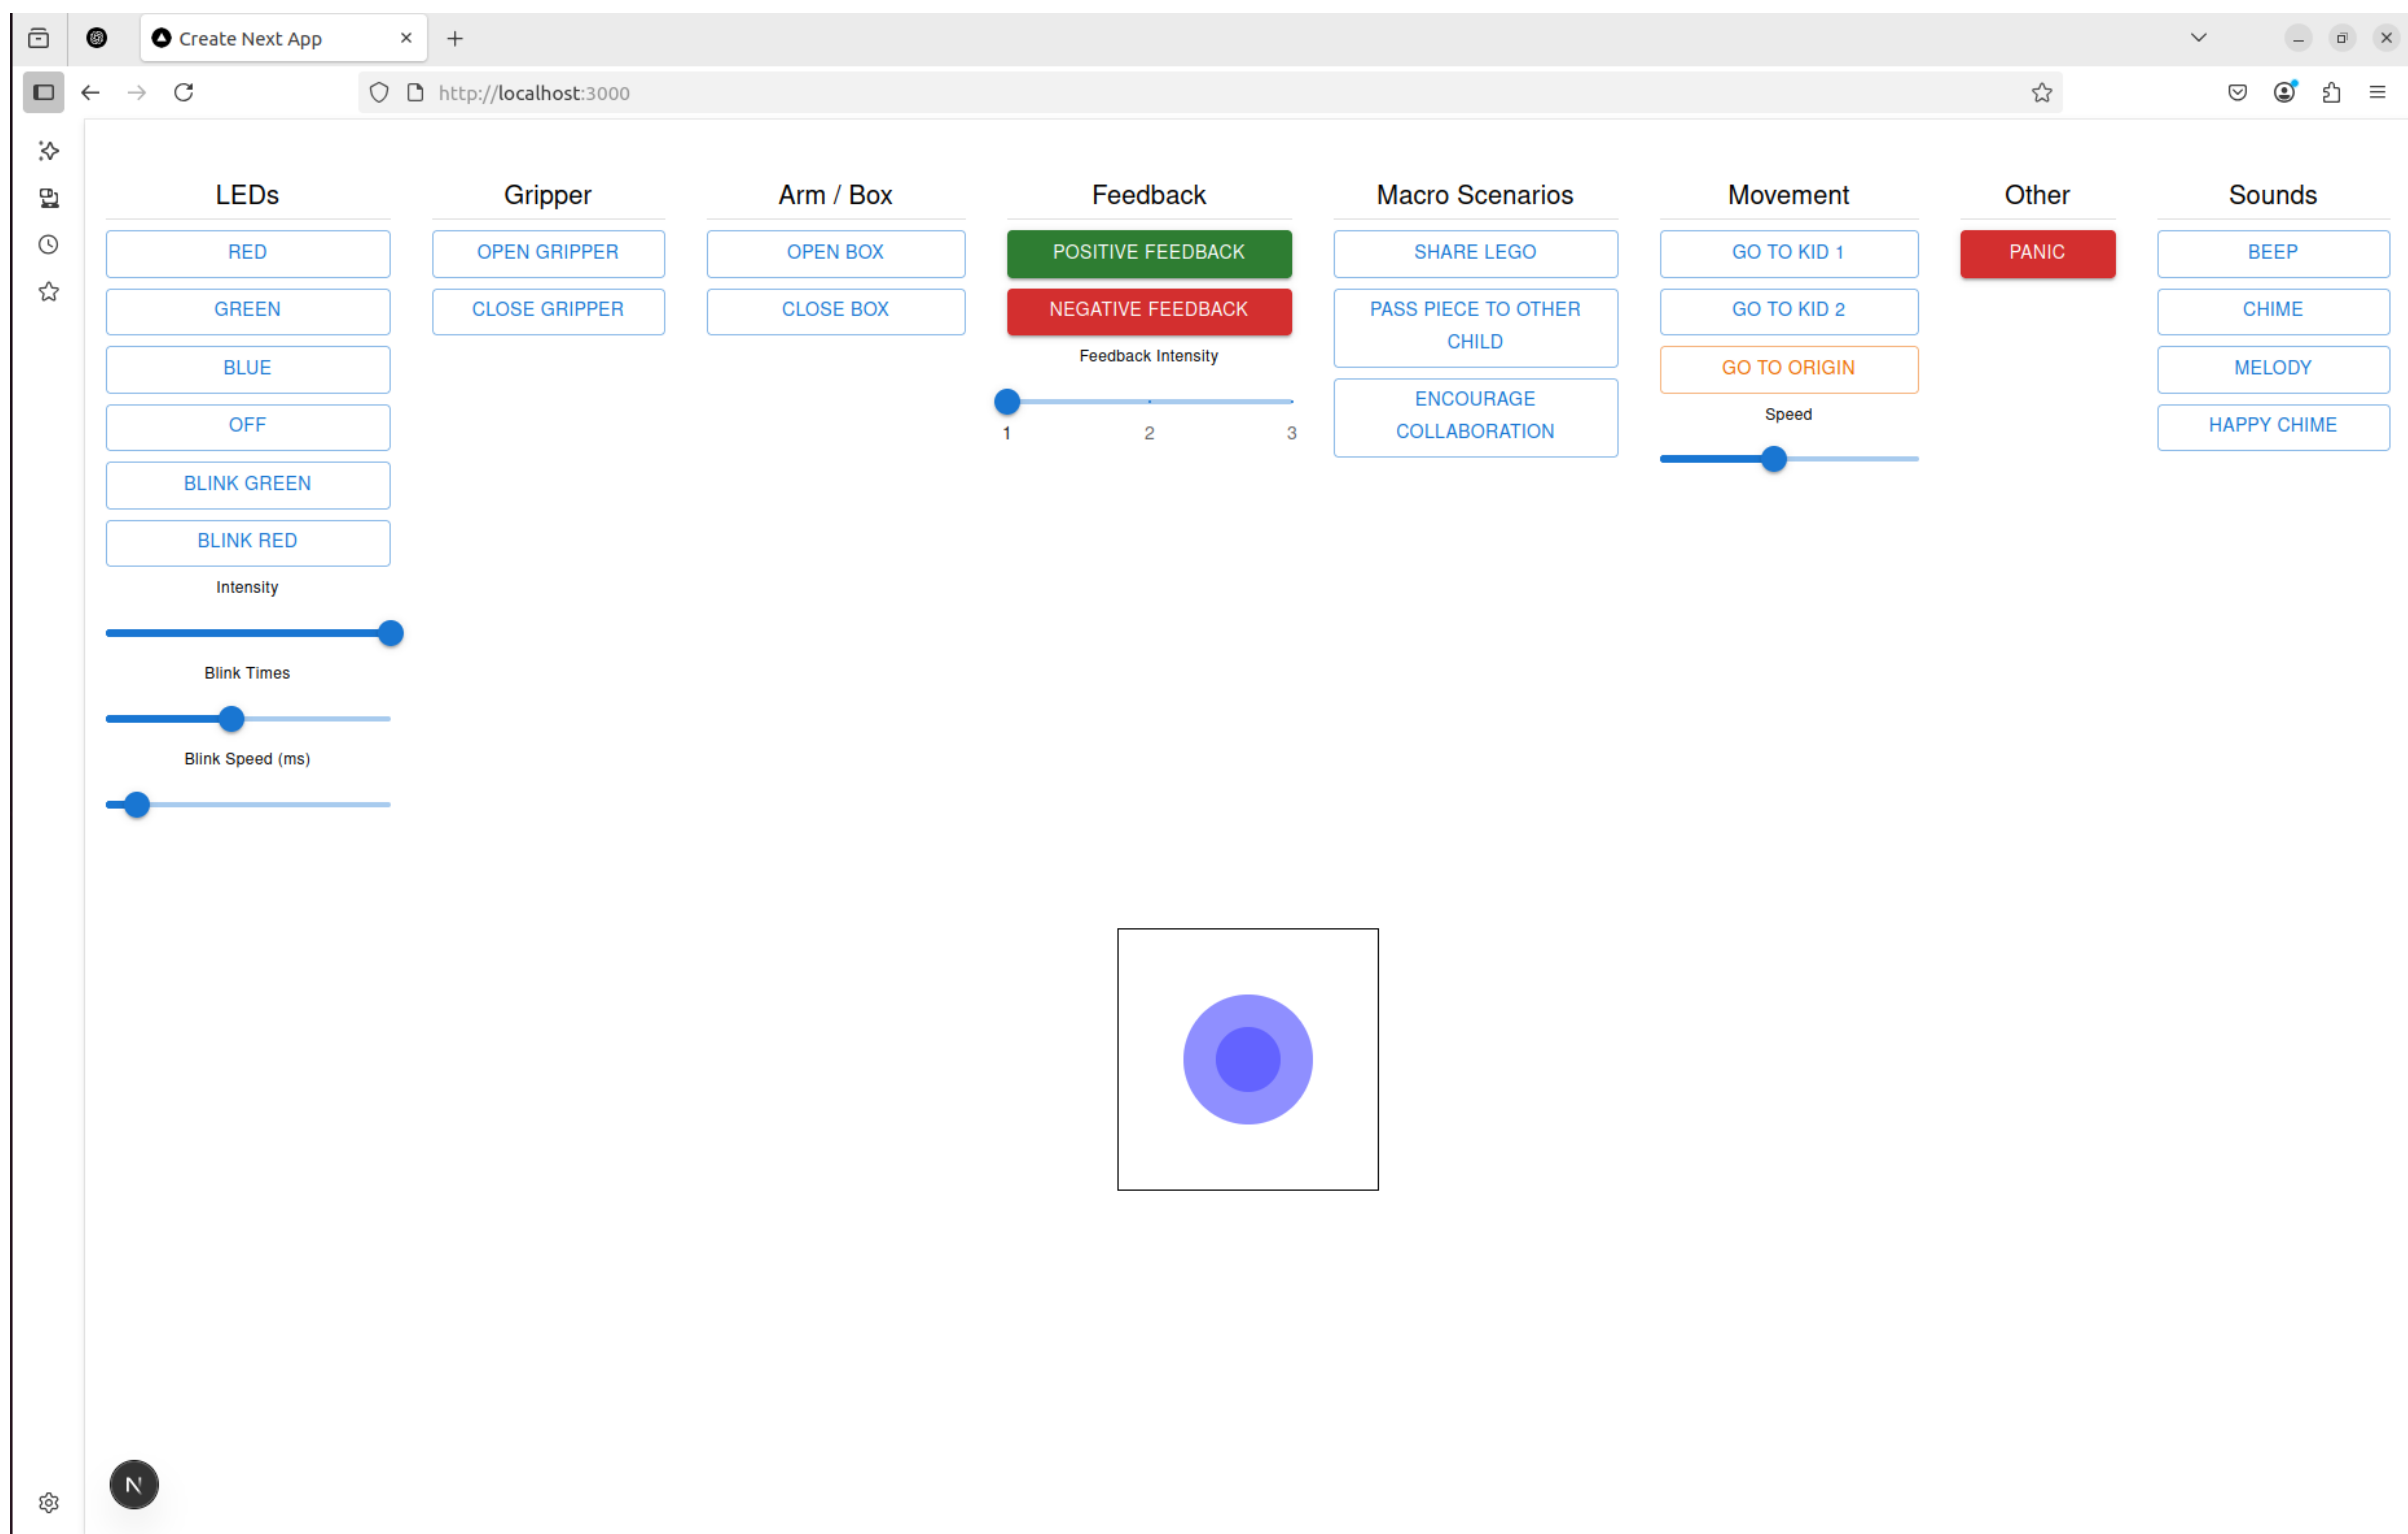 Create Next App
http://localhost:3000
LEDs
RED
GREEN
BLUE
OFF
BLINK GREEN
BLINK RED
Intensity
Blink Times
Blink Speed (ms)
Gripper
OPEN GRIPPER
CLOSE GRIPPER
Arm / Box
OPEN BOX
CLOSE BOX
Feedback
POSITIVE FEEDBACK
NEGATIVE FEEDBACK
Feedback Intensity
1 2 3
Macro Scenarios
SHARE LEGO
PASS PIECE TO OTHER
CHILD
ENCOURAGE
COLLABORATION
Movement
GO TO KID 1
GO TO KID 2
GO TO ORIGIN
Speed
Other
PANIC
Sounds
BEEP
CHIME
MELODY
HAPPY CHIME
N